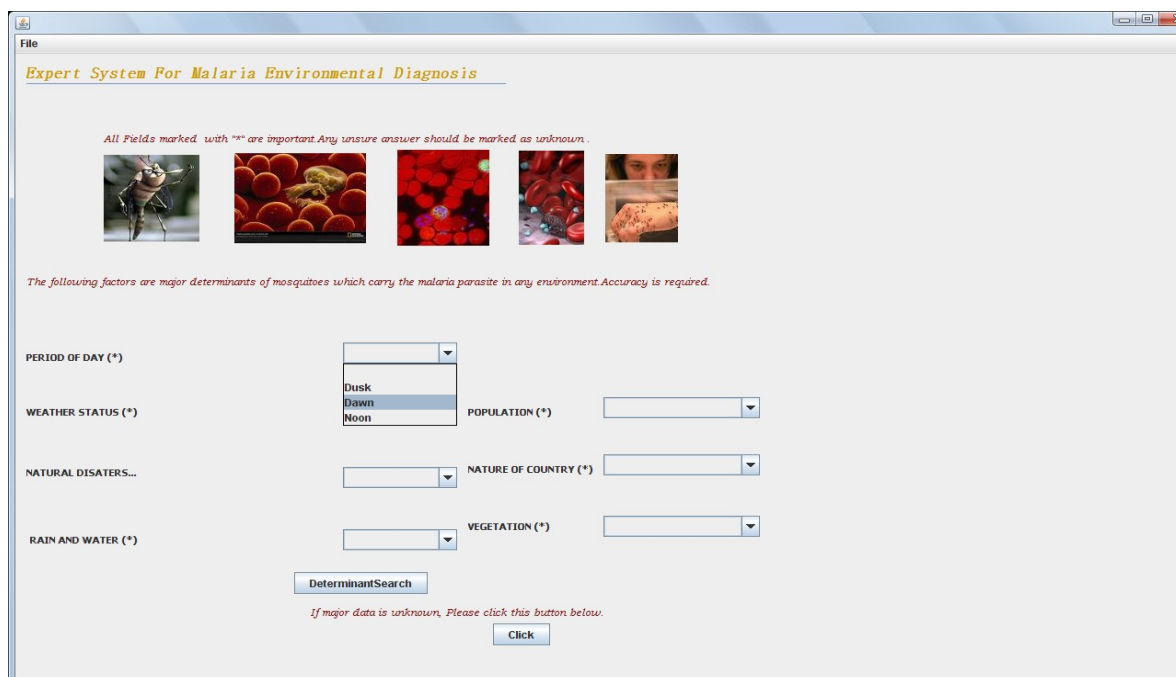 File
Expert System For Malaria Environmental Diagnosis
All Fields marked with "*" are important.Any unsure answer should be marked as unknown .
The following factors are major determinants of mosquitoes which carry the malaria parasite in any environment.Accuracy is required.
PERIOD OF DAY (*)
Dusk
Dawn
Noon
WEATHER STATUS (*)
POPULATION (*)
NATURAL DISATERS...
NATURE OF COUNTRY (*)
RAIN AND WATER (*)
VEGETATION (*)
DeterminantSearch
If major data is unknown, Please click this button below.
Click